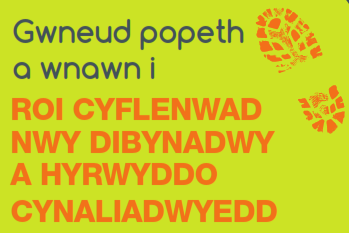 Gwneud popeth
a wnawn i
ROI CYFLENWAD
NWY DIBYNADWY
A HYRWYDDO
CYNALIADWYEDD